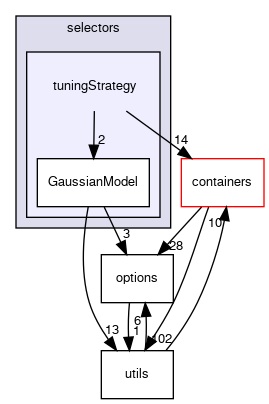 selectors
tuningStrategy
2
14
GaussianModel
containers
3
28
10
options
6
13
1
102
utils